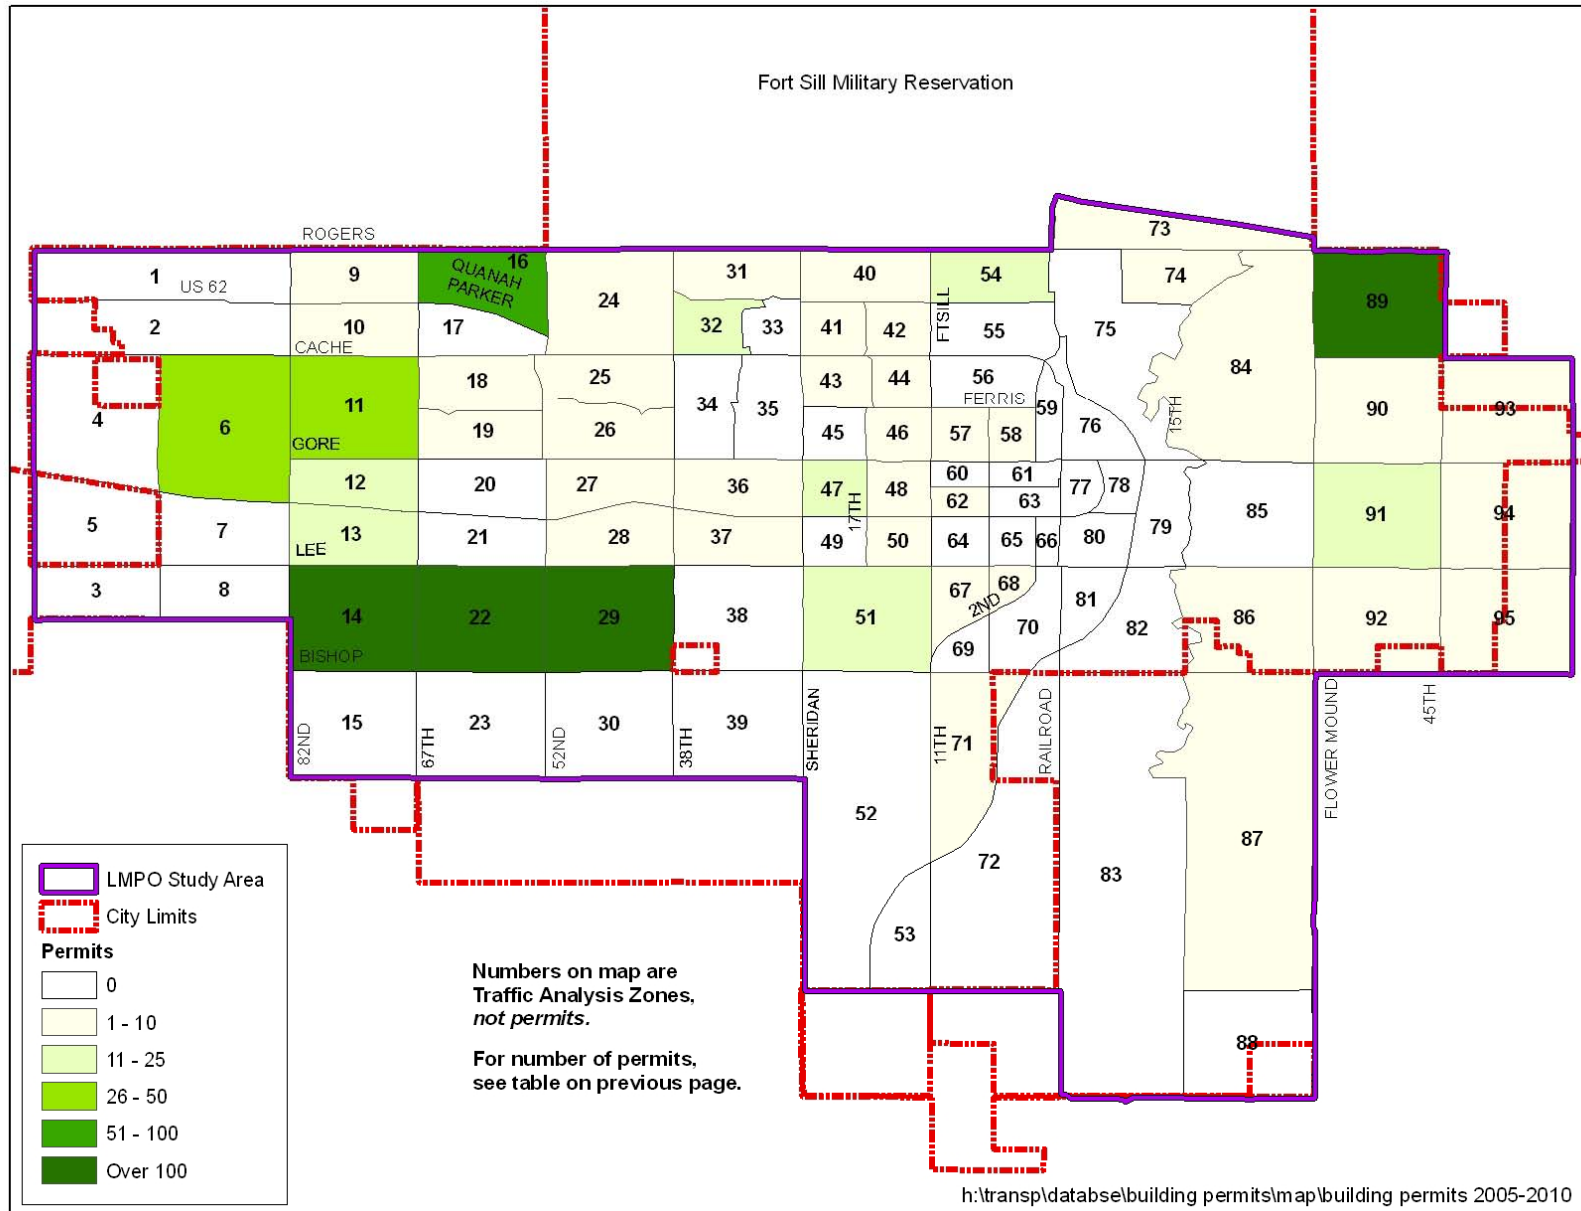 Fort Sill Military Reservation
73
ROGERS
1
US 62
9
16
QUANAH
PARKER
24
31
40
54
74
89
2
10
CACHE
17
32
33
41
42
FTSILL
55
75
84
4
6
11
GORE
18
19
25
26
34
35
43
44
45
46
56
FERRIS
57
58
59
76
15TH
90
93
5
7
12
13
LEE
20
21
27
28
36
37
47
17TH
48
49
50
60
61
62
63
64
65
66
77
78
79
80
85
91
94
3
8
14
BISHOP
22
29
38
51
67
68
2ND
69
70
81
82
86
92
95
15
82ND
23
67TH
30
52ND
39
38TH
SHERIDAN
52
11TH
71
RAILROAD
72
53
83
87
88
FLOWER MOUND
45TH
LMPO Study Area
City Limits
Permits
0
1 - 10
11 - 25
26 - 50
51 - 100
Over 100
Numbers on map are
Traffic Analysis Zones,
not permits.
For number of permits,
see table on previous page.
h:\transp\databse\building permits\map\building permits 2005-2010